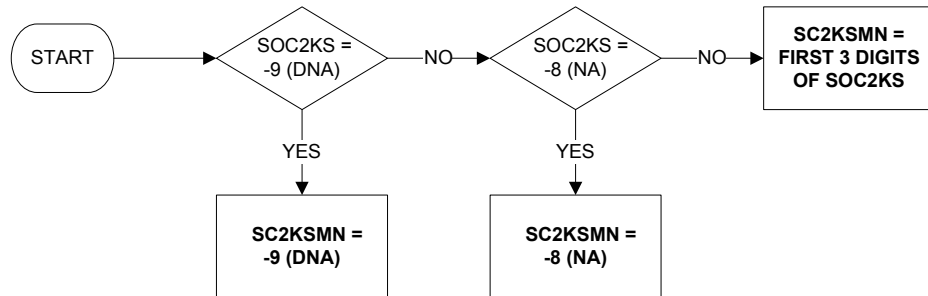 START
SOC2KS =
-9 (DNA)
NO
SOC2KS =
-8 (NA)
NO
SC2KSMN =
FIRST 3 DIGITS
OF SOC2KS
YES
YES
SC2KSMN =
-9 (DNA)
SC2KSMN =
-8 (NA)